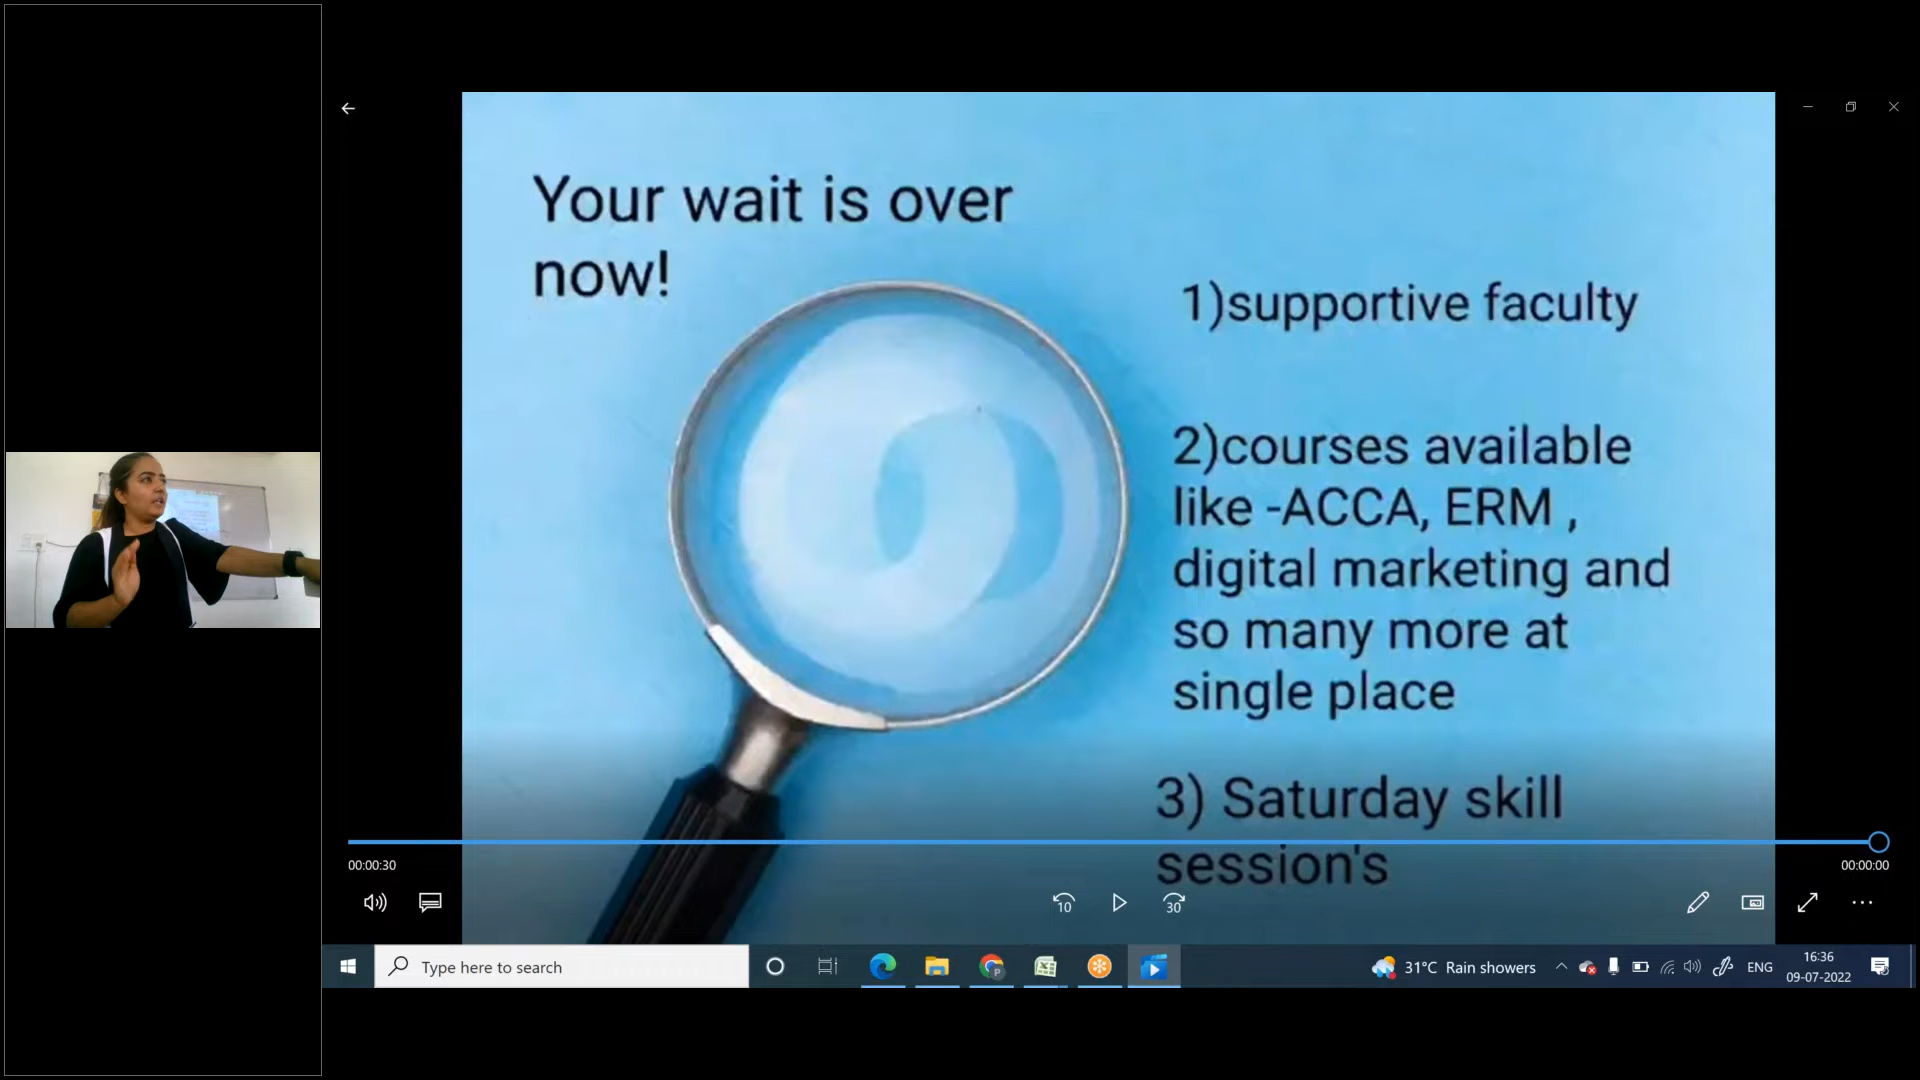 Your wait is over
now!
1)supportive faculty
2)courses available
like -ACCA, ERM ,
digital marketing and
so many more at
single place
3) Saturday skill
session's
00:00:30
00:00:00
10
30
Type here to search
31°C Rain showers
ENG
16:36
09-07-2022